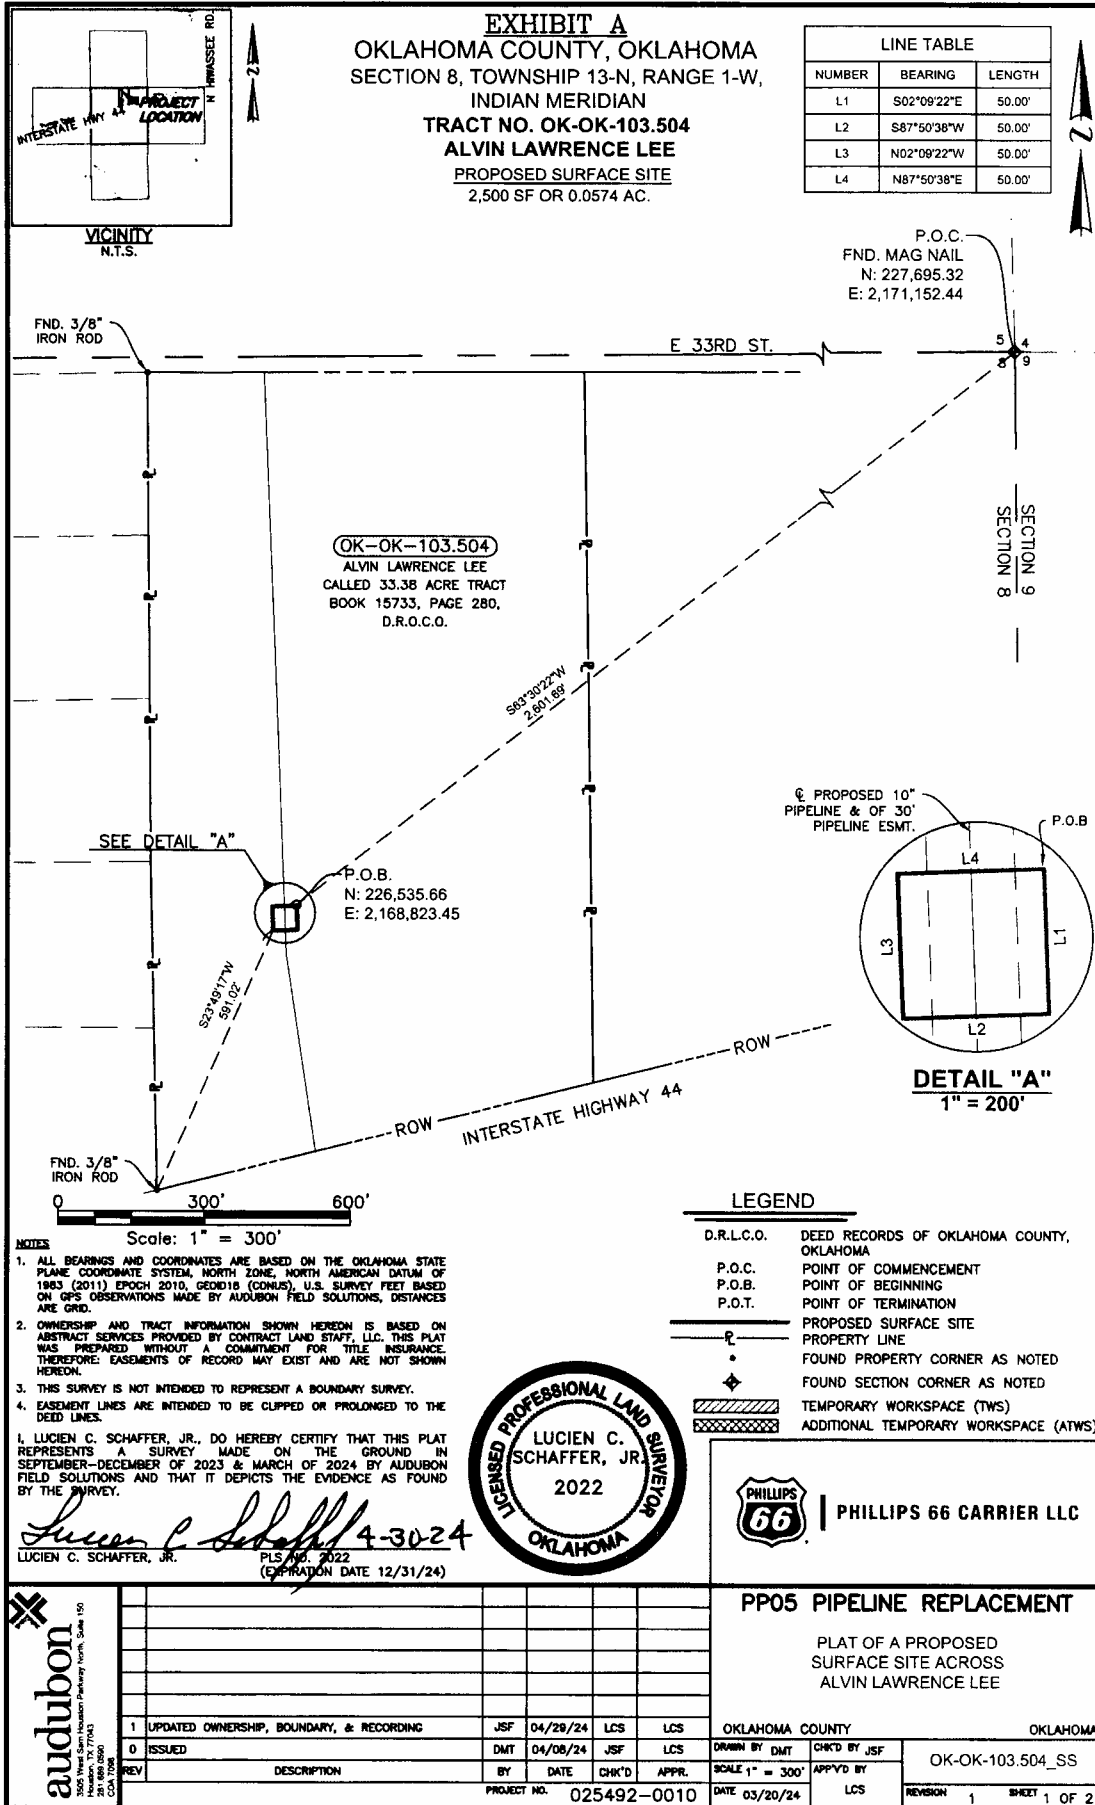 EXHIBIT A
OKLAHOMA COUNTY, OKLAHOMA
SECTION 8, TOWNSHIP 13-N, RANGE 1-W,
INDIAN MERIDIAN
TRACT NO. OK-OK-103.504
ALVIN LAWRENCE LEE
PROPOSED SURFACE SITE
2,500 SF OR 0.0574 AC.
N HIWASSEE RD.
PROJECT
LOCATION
INTERSTATE HWY 44
VICINITY
N.T.S.
Z
LINE TABLE
NUMBER BEARING LENGTH
L1 S02°09'22"E 50.00'
L2 S87°50'38"W 50.00'
L3 N02°09'22"W 50.00'
L4 N87°50'38"E 50.00'
Z
P.O.C.
FND. MAG NAIL
N: 227,695.32
E: 2,171,152.44
FND. 3/8"
IRON ROD
E 33RD ST.
5 4
8 9
SECTION 9
SECTION 8
OK-OK-103.504
ALVIN LAWRENCE LEE
CALLED 33.38 ACRE TRACT
BOOK 15733, PAGE 280,
D.R.O.C.O.
S63°30'22"W
2,601.69'
SEE DETAIL "A"
P.O.B.
N: 226,535.66
E: 2,168,823.45
S23°49'17"W
591.02'
℄ PROPOSED 10"
PIPELINE & OF 30'
PIPELINE ESMT.
P.O.B
L4
L3
L1
L2
DETAIL "A"
1" = 200'
ROW
ROW
INTERSTATE HIGHWAY 44
FND. 3/8"
IRON ROD
0 300' 600'
Scale: 1" = 300'
NOTES
1. ALL BEARINGS AND COORDINATES ARE BASED ON THE OKLAHOMA STATE
PLANE COORDINATE SYSTEM, NORTH ZONE, NORTH AMERICAN DATUM OF
1983 (2011) EPOCH 2010, GEOID18 (CONUS), U.S. SURVEY FEET BASED
ON GPS OBSERVATIONS MADE BY AUDUBON FIELD SOLUTIONS, DISTANCES
ARE GRID.
2. OWNERSHIP AND TRACT INFORMATION SHOWN HEREON IS BASED ON
ABSTRACT SERVICES PROVIDED BY CONTRACT LAND STAFF, LLC. THIS PLAT
WAS PREPARED WITHOUT A COMMITMENT FOR TITLE INSURANCE.
THEREFORE: EASEMENTS OF RECORD MAY EXIST AND ARE NOT SHOWN
HEREON.
3. THIS SURVEY IS NOT INTENDED TO REPRESENT A BOUNDARY SURVEY.
4. EASEMENT LINES ARE INTENDED TO BE CLIPPED OR PROLONGED TO THE
DEED LINES.
I, LUCIEN C. SCHAFFER, JR., DO HEREBY CERTIFY THAT THIS PLAT
REPRESENTS A SURVEY MADE ON THE GROUND IN
SEPTEMBER-DECEMBER OF 2023 & MARCH OF 2024 BY AUDUBON
FIELD SOLUTIONS AND THAT IT DEPICTS THE EVIDENCE AS FOUND
BY THE SURVEY.
Lucien C Schaffer 4-30-24
LUCIEN C. SCHAFFER, JR. PLS NO. 2022
(EXPIRATION DATE 12/31/24)
LICENSED PROFESSIONAL LAND SURVEYOR
LUCIEN C.
SCHAFFER, JR.
2022
OKLAHOMA
LEGEND
D.R.L.C.O. DEED RECORDS OF OKLAHOMA COUNTY,
OKLAHOMA
P.O.C. POINT OF COMMENCEMENT
P.O.B. POINT OF BEGINNING
P.O.T. POINT OF TERMINATION
PROPOSED SURFACE SITE
PROPERTY LINE
FOUND PROPERTY CORNER AS NOTED
FOUND SECTION CORNER AS NOTED
TEMPORARY WORKSPACE (TWS)
ADDITIONAL TEMPORARY WORKSPACE (ATWS)
PHILLIPS
66
PHILLIPS 66 CARRIER LLC
audubon
3505 West Sam Houston Parkway North, Suite 150
Houston, TX 77043
281.669.0590
COA 7098
1 UPDATED OWNERSHIP, BOUNDARY, & RECORDING JSF 04/29/24 LCS LCS
0 ISSUED DMT 04/08/24 JSF LCS
REV DESCRIPTION BY DATE CHK'D APPR.
PROJECT NO. 025492-0010
PP05 PIPELINE REPLACEMENT
PLAT OF A PROPOSED
SURFACE SITE ACROSS
ALVIN LAWRENCE LEE
OKLAHOMA COUNTY OKLAHOMA
DRAWN BY DMT CHK'D BY JSF
SCALE 1" = 300' APP'VD BY
LCS
DATE 03/20/24
OK-OK-103.504_SS
REVISION 1 SHEET 1 OF 2